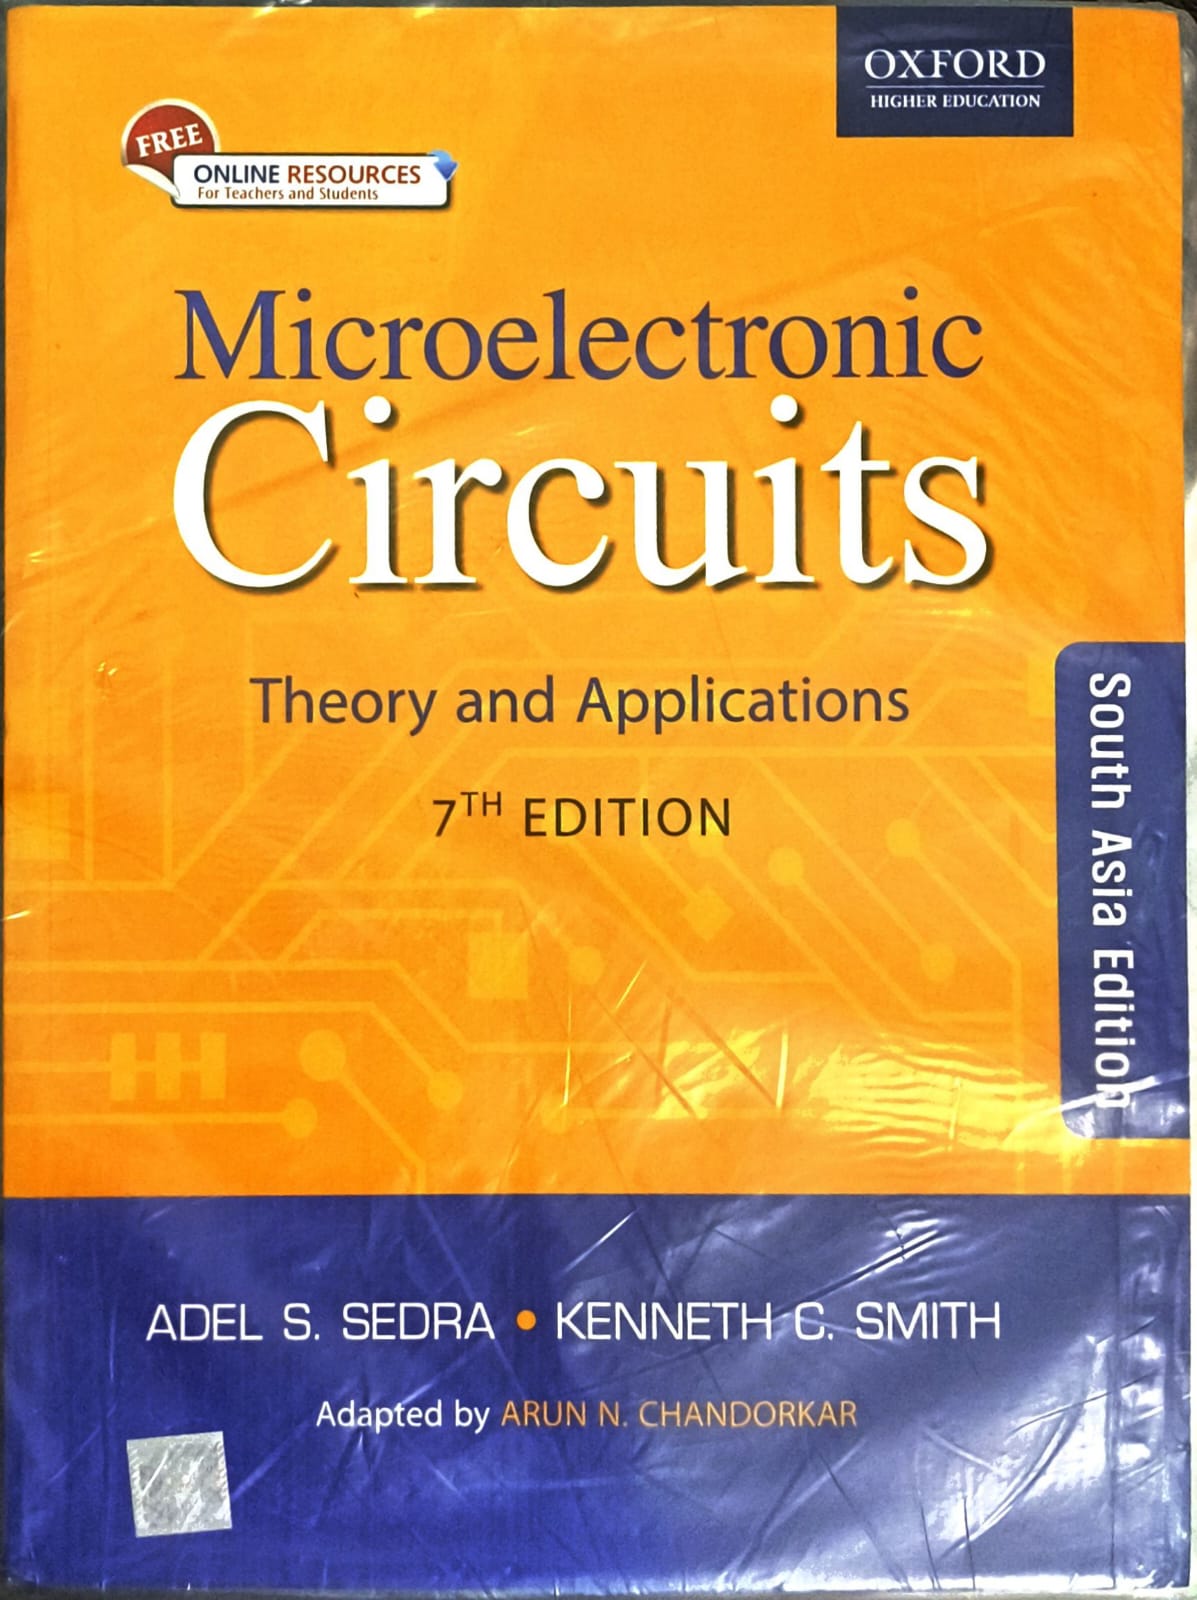 OXFORD
HIGHER EDUCATION
FREE
ONLINE RESOURCES
For Teachers and Students
Microelectronic
Circuits
Theory and Applications
7TH EDITION
South Asia Edition
ADEL S. SEDRA • KENNETH C. SMITH
Adapted by ARUN N. CHANDORKAR